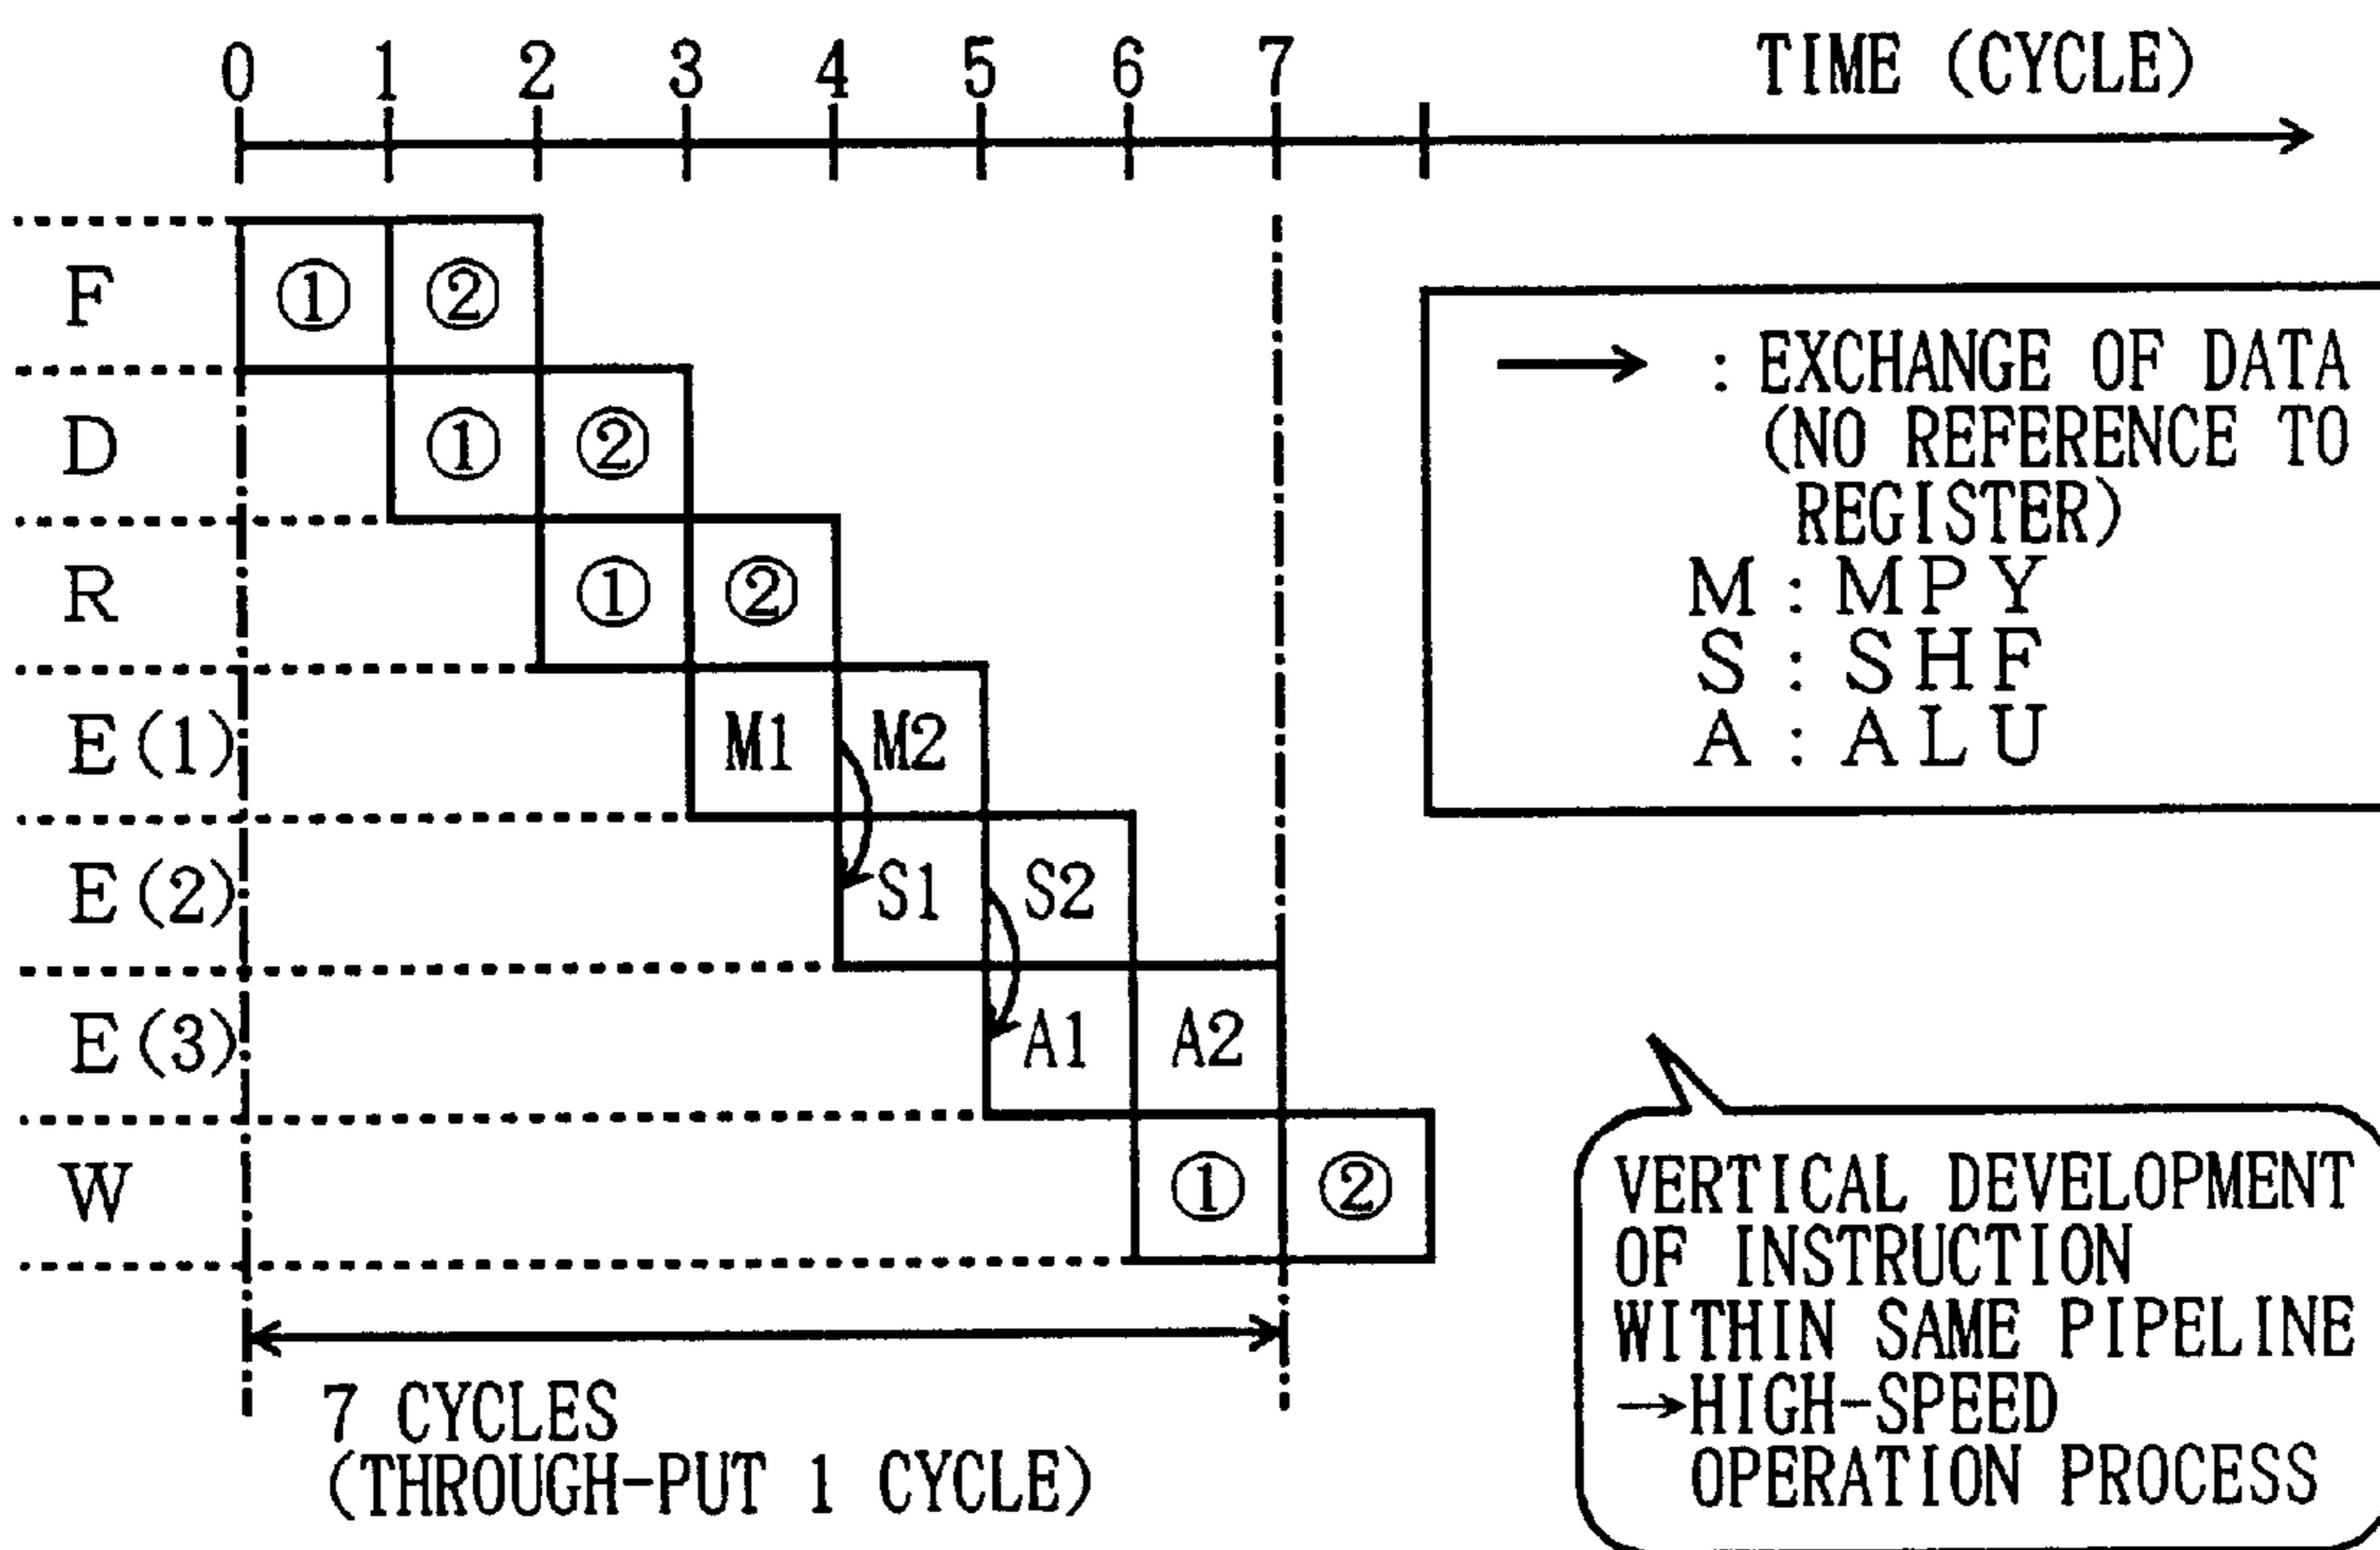 0 1 2 3 4 5 6 7 TIME (CYCLE)
F ① ②
D ① ②
R ① ②
E(1) M1 M2
E(2) S1 S2
E(3) A1 A2
W ① ②
7 CYCLES
(THROUGH-PUT 1 CYCLE)
→ : EXCHANGE OF DATA
(NO REFERENCE TO
REGISTER)
M : MPY
S : SHF
A : ALU
VERTICAL DEVELOPMENT
OF INSTRUCTION
WITHIN SAME PIPELINE
→HIGH-SPEED
OPERATION PROCESS